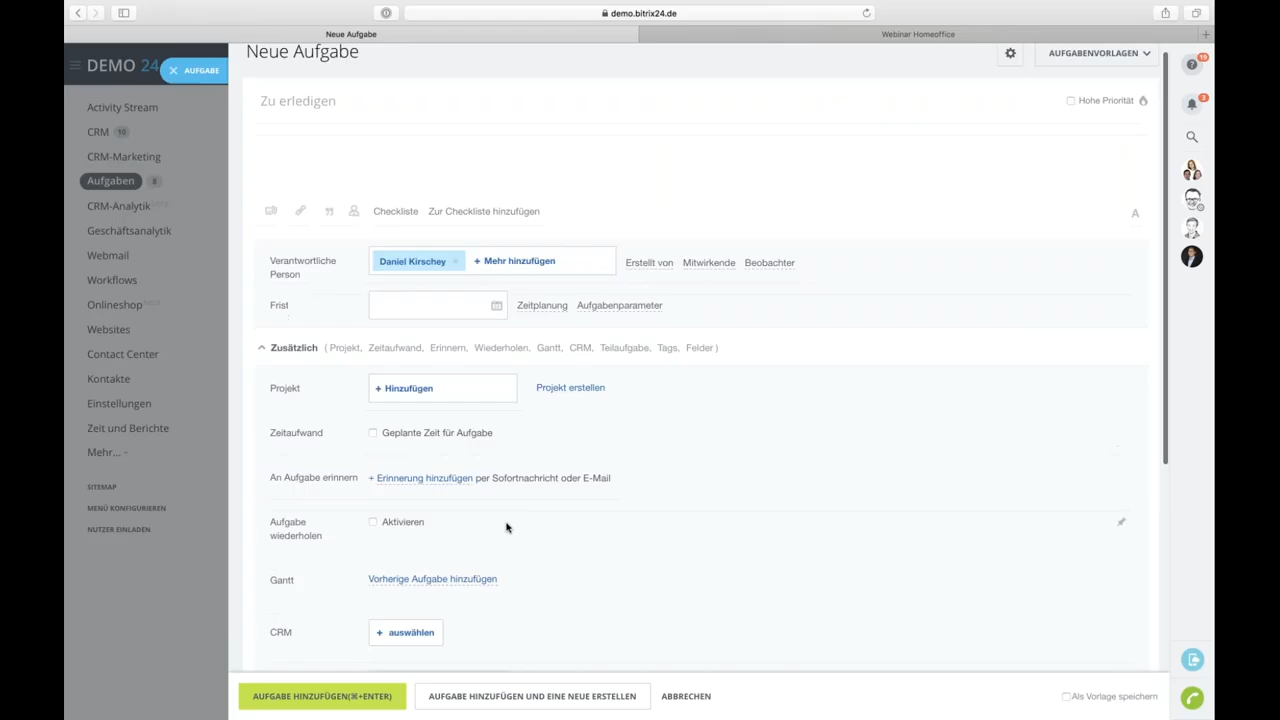 demo.bitrix24.de
Neue Aufgabe
Webinar Homeoffice
DEMO 24
AUFGABE
Neue Aufgabe
AUFGABENVORLAGEN
19
Activity Stream
CRM 10
CRM-Marketing
Aufgaben 8
CRM-Analytik beta
Geschäftsanalytik
Webmail
Workflows
Onlineshop
Websites
Contact Center
Kontakte
Einstellungen
Zeit und Berichte
Mehr...
SITEMAP
MENÜ KONFIGURIEREN
NUTZER EINLADEN
Zu erledigen
Hohe Priorität
Checkliste Zur Checkliste hinzufügen
A
Verantwortliche Person
Daniel Kirschey × + Mehr hinzufügen
Erstellt von Mitwirkende Beobachter
Frist
Zeitplanung Aufgabenparameter
Zusätzlich ( Projekt, Zeitaufwand, Erinnern, Wiederholen, Gantt, CRM, Teilaufgabe, Tags, Felder )
Projekt
+ Hinzufügen
Projekt erstellen
Zeitaufwand
Geplante Zeit für Aufgabe
An Aufgabe erinnern
+ Erinnerung hinzufügen per Sofortnachricht oder E-Mail
Aufgabe wiederholen
Aktivieren
Gantt
Vorherige Aufgabe hinzufügen
CRM
+ auswählen
AUFGABE HINZUFÜGEN(⌘+ENTER)
AUFGABE HINZUFÜGEN UND EINE NEUE ERSTELLEN
ABBRECHEN
Als Vorlage speichern